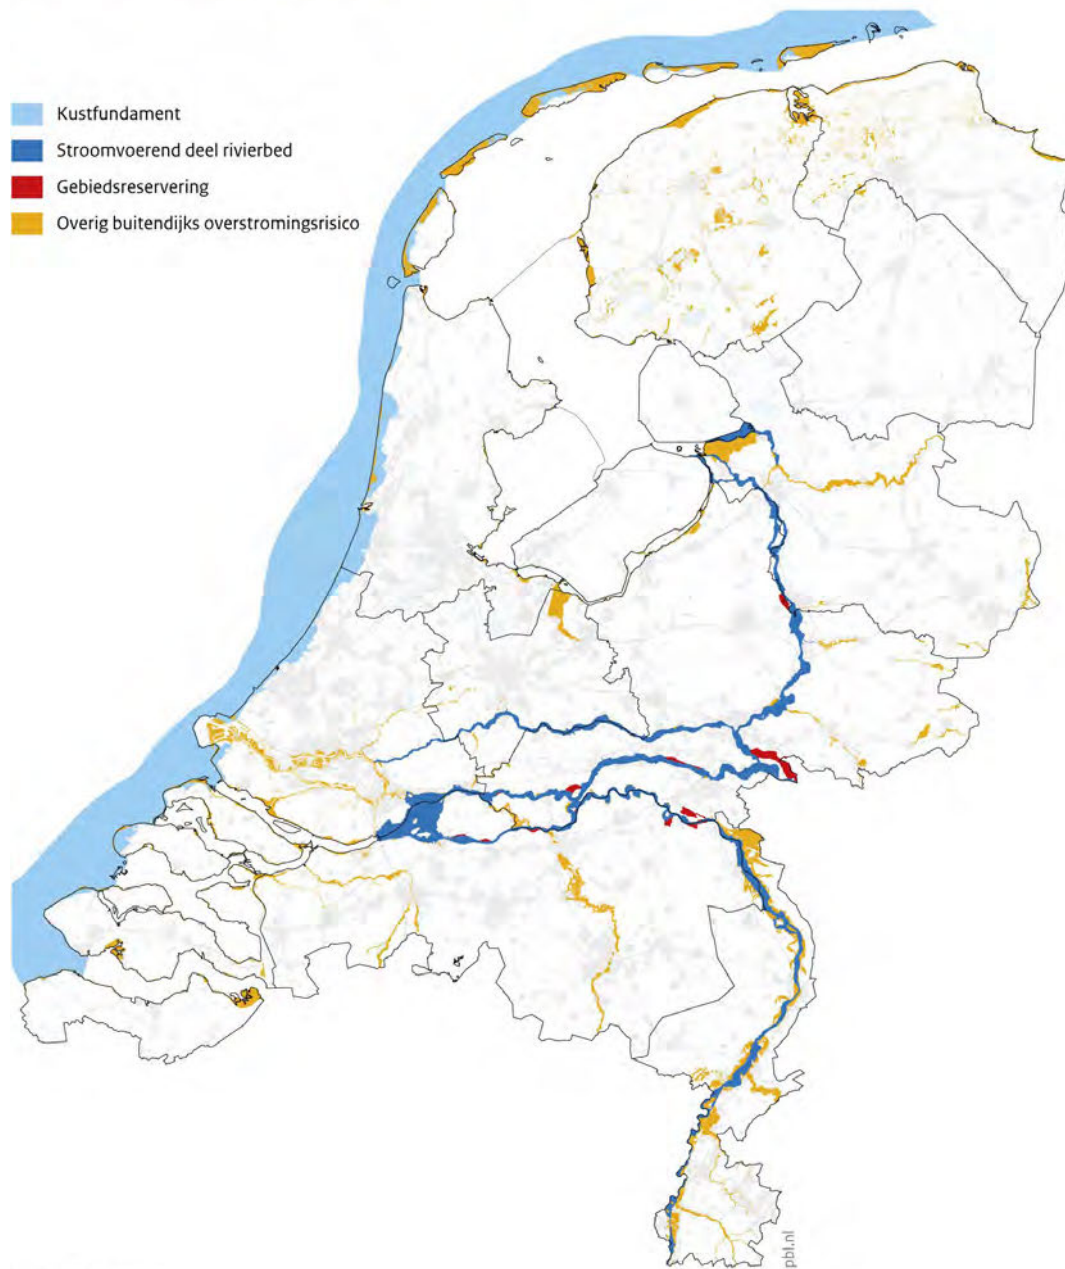 Kustfundament
Stroomvoerend deel rivierbed
Gebiedsreservering
Overig buitendijks overstromingsrisico
pbl.nl